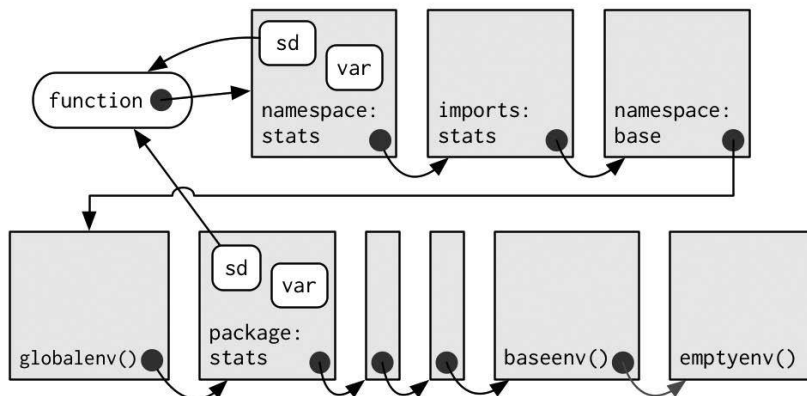 sd
var
function
namespace:
stats
imports:
stats
namespace:
base
sd
var
package:
stats
globalenv()
baseenv()
emptyenv()